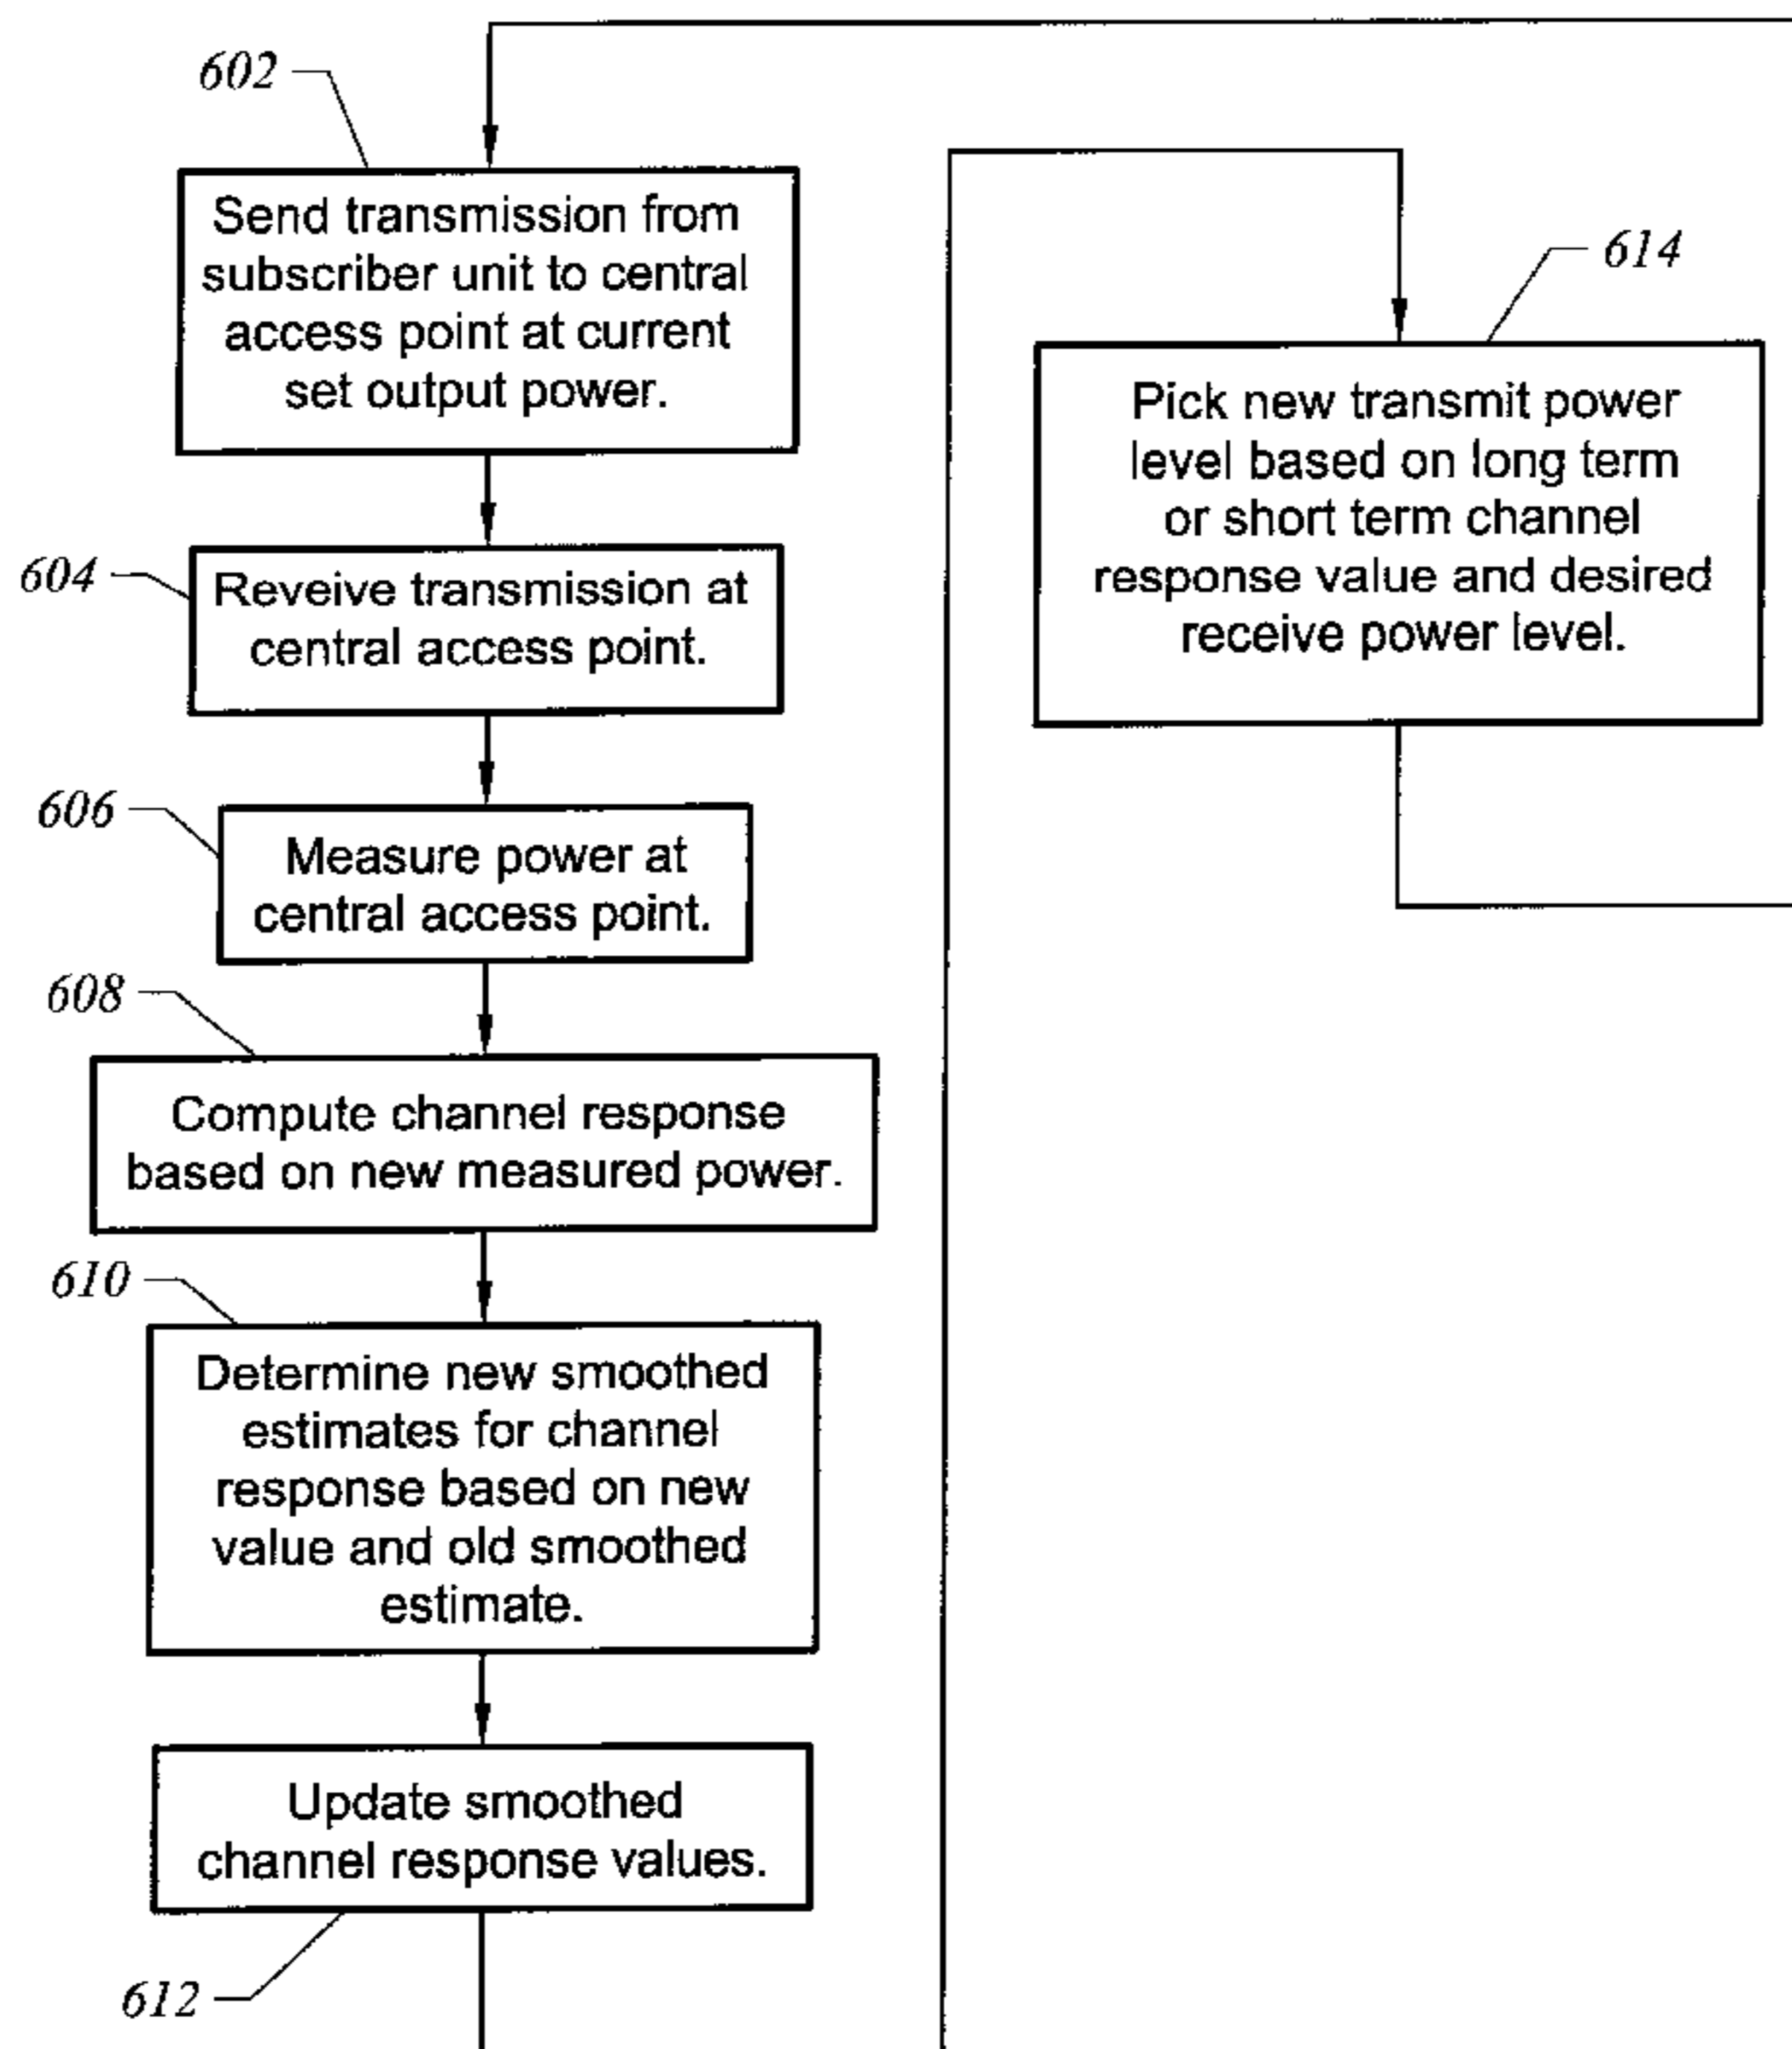 602
Send transmission from
subscriber unit to central
access point at current
set output power.
604
Reveive transmission at
central access point.
606
Measure power at
central access point.
608
Compute channel response
based on new measured power.
610
Determine new smoothed
estimates for channel
response based on new
value and old smoothed
estimate.
Update smoothed
channel response values.
612
614
Pick new transmit power
level based on long term
or short term channel
response value and desired
receive power level.